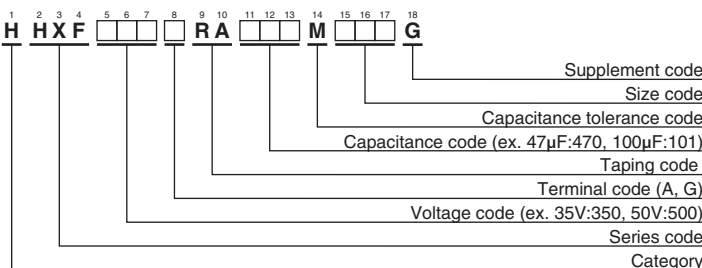 1 2 3 4 5 6 7 8 9 10 11 12 13 14 15 16 17 18
H HXF □□□ □ RA □□□ M □□□ G
Supplement code
Size code
Capacitance tolerance code
Capacitance code (ex. 47µF:470, 100µF:101)
Taping code
Terminal code (A, G)
Voltage code (ex. 35V:350, 50V:500)
Series code
Category